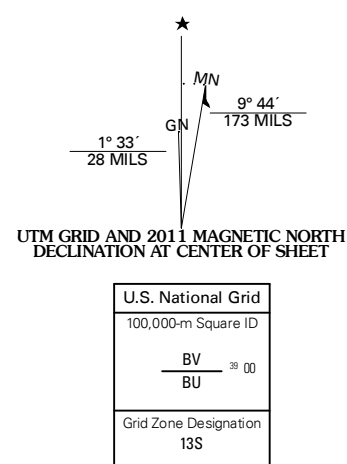 ★
MN
9° 44´
173 MILS
GN
1° 33´
28 MILS
UTM GRID AND 2011 MAGNETIC NORTH
DECLINATION AT CENTER OF SHEET
U.S. National Grid
100,000-m Square ID
BV
39 00
BU
Grid Zone Designation
13S